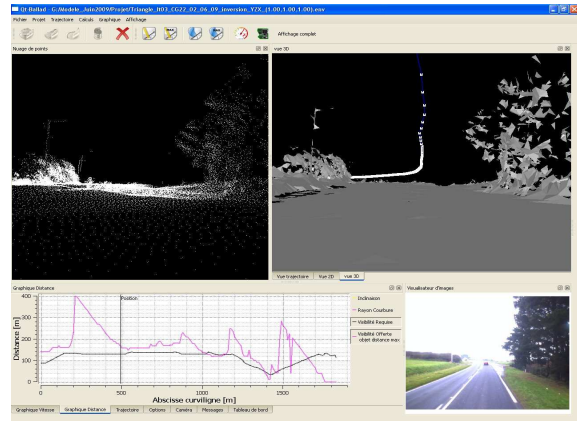 Qt Ballad - G:/Modele_Juin2009/Projet/Triangle_It03_CG22_02_06_09_inversion_YZX_(1.00,1.00,1.00).env
Fichier Projet Trajectoire Calculs Graphique Affichage
Affichage complet
Nuage de points
vue 3D
Vue trajectoire Vue 2D vue 3D
Graphique Distance
Visualisateur d'images
Distance [m]
400
300
200
100
0
Position
Inclinaison
Rayon Courbure
Visibilité Requise
Visibilité Offerte
objet distance max
0 500 1000 1500
Abscisse curviligne [m]
Graphique Vitesse Graphique Distance Trajectoire Options Caméra Messages Tableau de bord